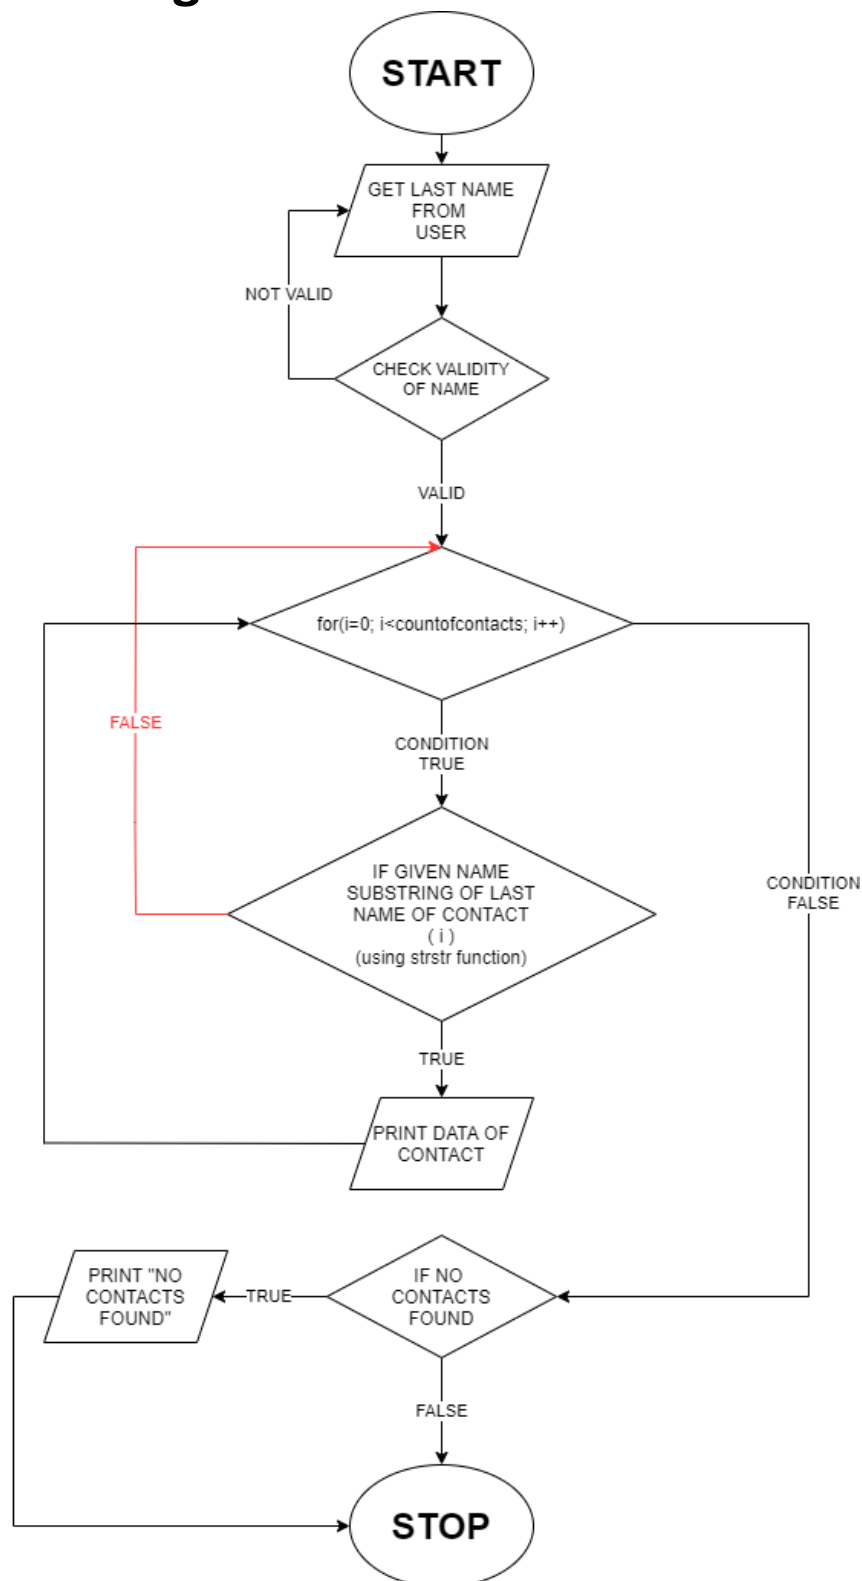 START
GET LAST NAME
FROM
USER
NOT VALID
CHECK VALIDITY
OF NAME
VALID
for(i=0; i<countofcontacts; i++)
FALSE
CONDITION
TRUE
IF GIVEN NAME
SUBSTRING OF LAST
NAME OF CONTACT
( i )
(using strstr function)
CONDITION
FALSE
TRUE
PRINT DATA OF
CONTACT
PRINT "NO
CONTACTS
FOUND"
TRUE
IF NO
CONTACTS
FOUND
FALSE
STOP